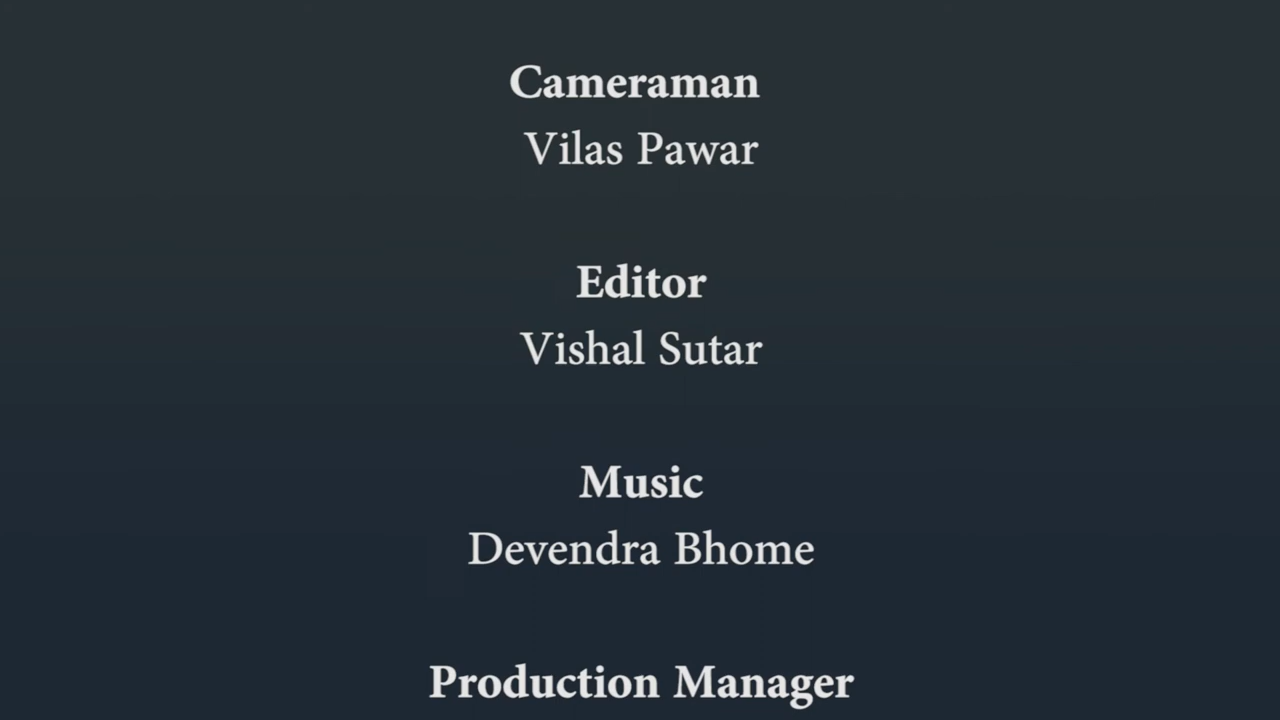 Cameraman
Vilas Pawar
Editor
Vishal Sutar
Music
Devendra Bhome
Production Manager